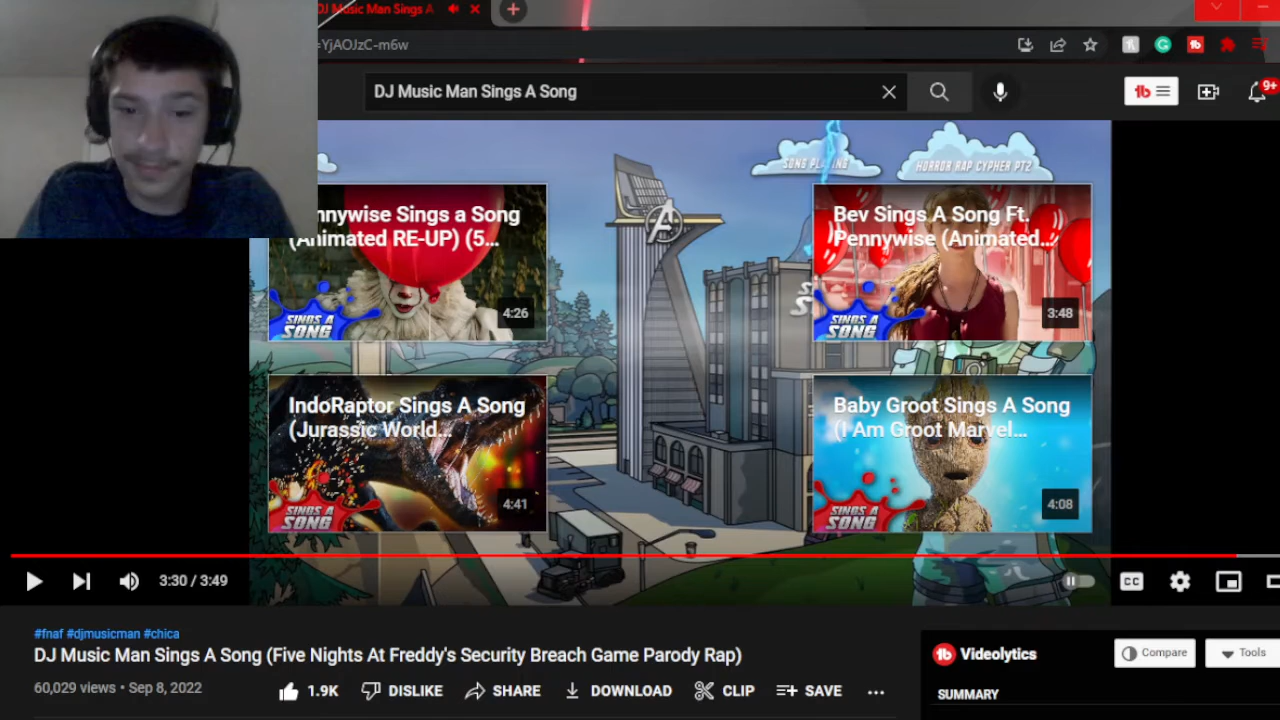 DJ Music Man Sings A
=YjAOJzC-m6w
DJ Music Man Sings A Song
9+
SONG PLAYING
HORROR RAP CYPHER PT2
nnywise Sings a Song
(Animated RE-UP) (5...
4:26
SINGS A
SONG
Bev Sings A Song Ft.
Pennywise (Animated...
3:48
SINGS A
SONG
IndoRaptor Sings A Song
(Jurassic World...
4:41
SINGS A
SONG
Baby Groot Sings A Song
(I Am Groot Marvel...
4:08
SINGS A
SONG
3:30 / 3:49
CC
#fnaf #djmusicman #chica
DJ Music Man Sings A Song (Five Nights At Freddy's Security Breach Game Parody Rap)
60,029 views • Sep 8, 2022
1.9K
DISLIKE
SHARE
DOWNLOAD
CLIP
SAVE
Videolytics
Compare
Tools
SUMMARY